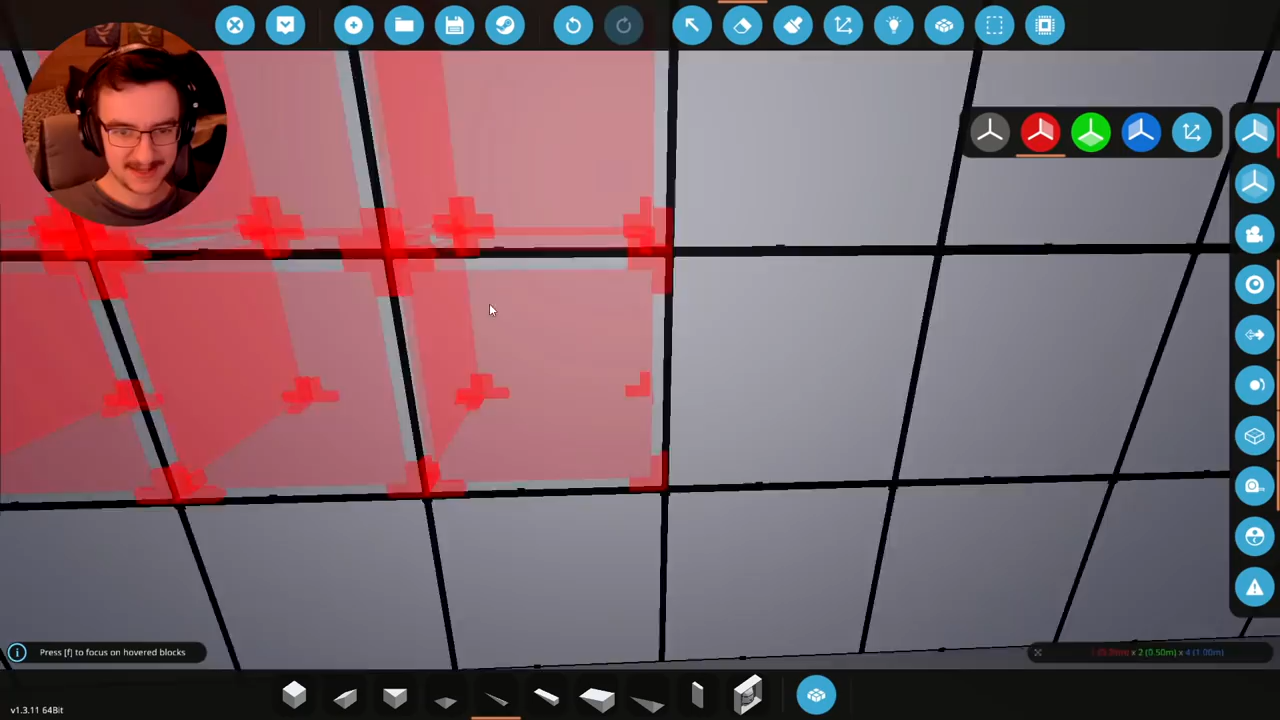 Press [f] to focus on hovered blocks
x 2 (0.50m) x 4 (1.00m)
v1.3.11 64Bit